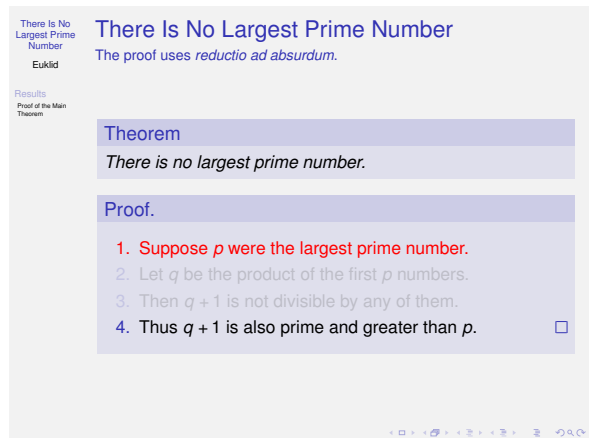 There Is No
Largest Prime
Number
Euklid
Results
Proof of the Main
Theorem
There Is No Largest Prime Number
The proof uses reductio ad absurdum.
Theorem
There is no largest prime number.
Proof.
1. Suppose p were the largest prime number.
2. Let q be the product of the first p numbers.
3. Then q + 1 is not divisible by any of them.
4. Thus q + 1 is also prime and greater than p. □